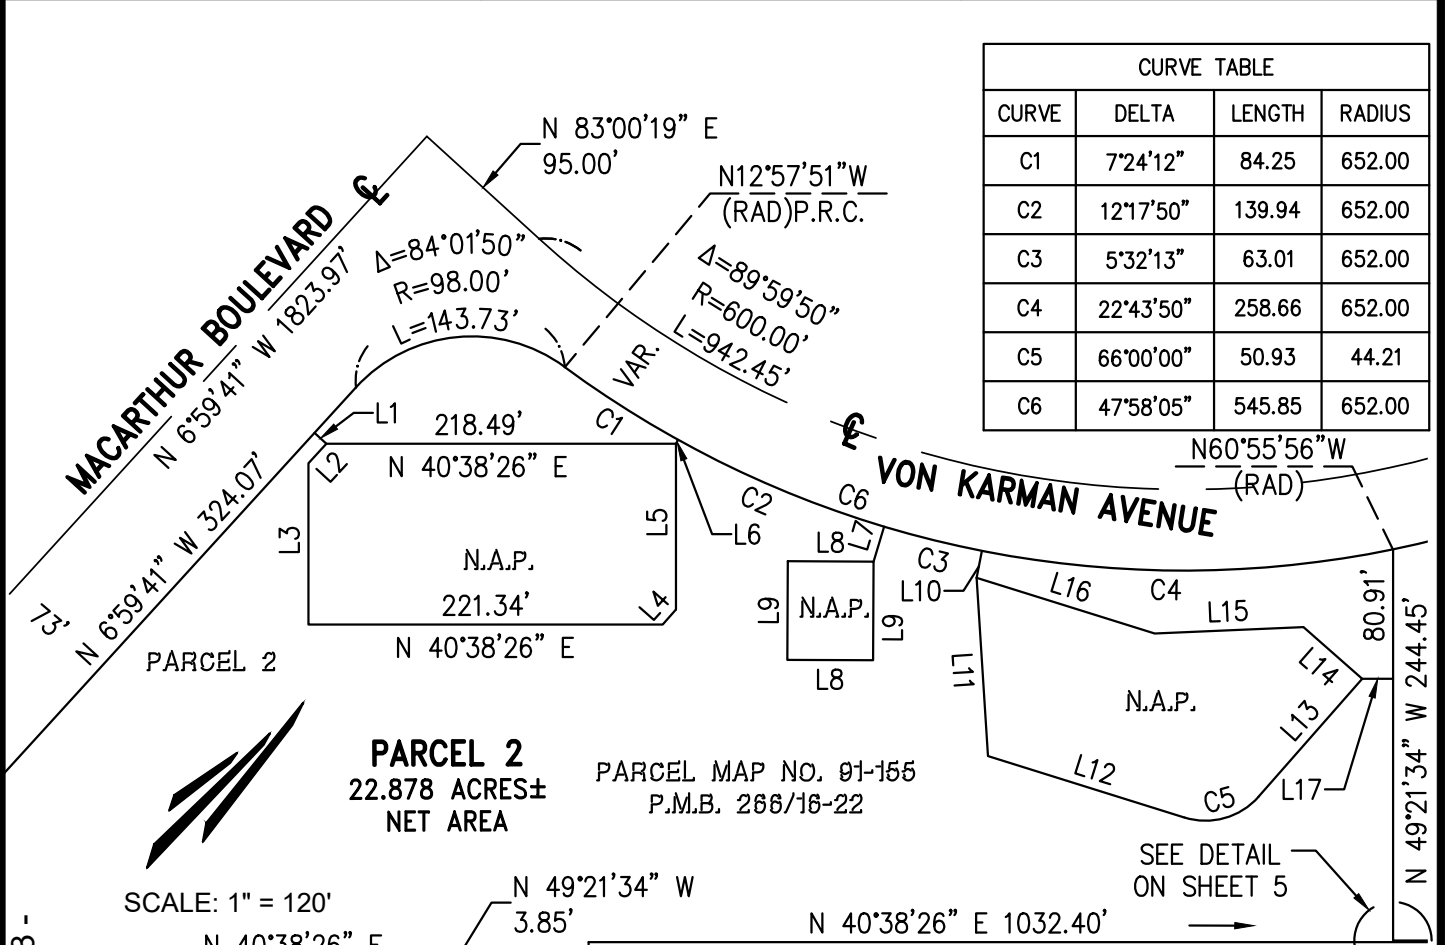 CURVE TABLE
CURVE DELTA LENGTH RADIUS
C1 7°24'12" 84.25 652.00
C2 12°17'50" 139.94 652.00
C3 5°32'13" 63.01 652.00
C4 22°43'50" 258.66 652.00
C5 66°00'00" 50.93 44.21
C6 47°58'05" 545.85 652.00
N 83°00'19" E
95.00'
N12°57'51"W
(RAD)P.R.C.
MACARTHUR BOULEVARD ℄
N 6°59'41" W 1823.97'
Δ=84°01'50"
R=98.00'
L=143.73'
Δ=89°59'50"
R=600.00'
L=942.45'
VAR.
℄
VON KARMAN AVENUE
N60°55'56"W
(RAD)
L1
218.49'
N 40°38'26" E
C1
L2
L3
L5
L6
N.A.P.
221.34'
L4
N 40°38'26" E
N 6°59'41" W 324.07'
73'
PARCEL 2
C2
C6
L7
L8
L9
N.A.P.
L9
L8
C3
L10
L16
C4
L15
L11
L14
N.A.P.
L13
L12
C5
L17
80.91'
N 49°21'34" W 244.45'
PARCEL 2
22.878 ACRES±
NET AREA
PARCEL MAP NO. 91-155
P.M.B. 266/16-22
SCALE: 1" = 120'
SEE DETAIL
ON SHEET 5
N 49°21'34" W
3.85'
N 40°38'26" E 1032.40'
N 40°38'26" E